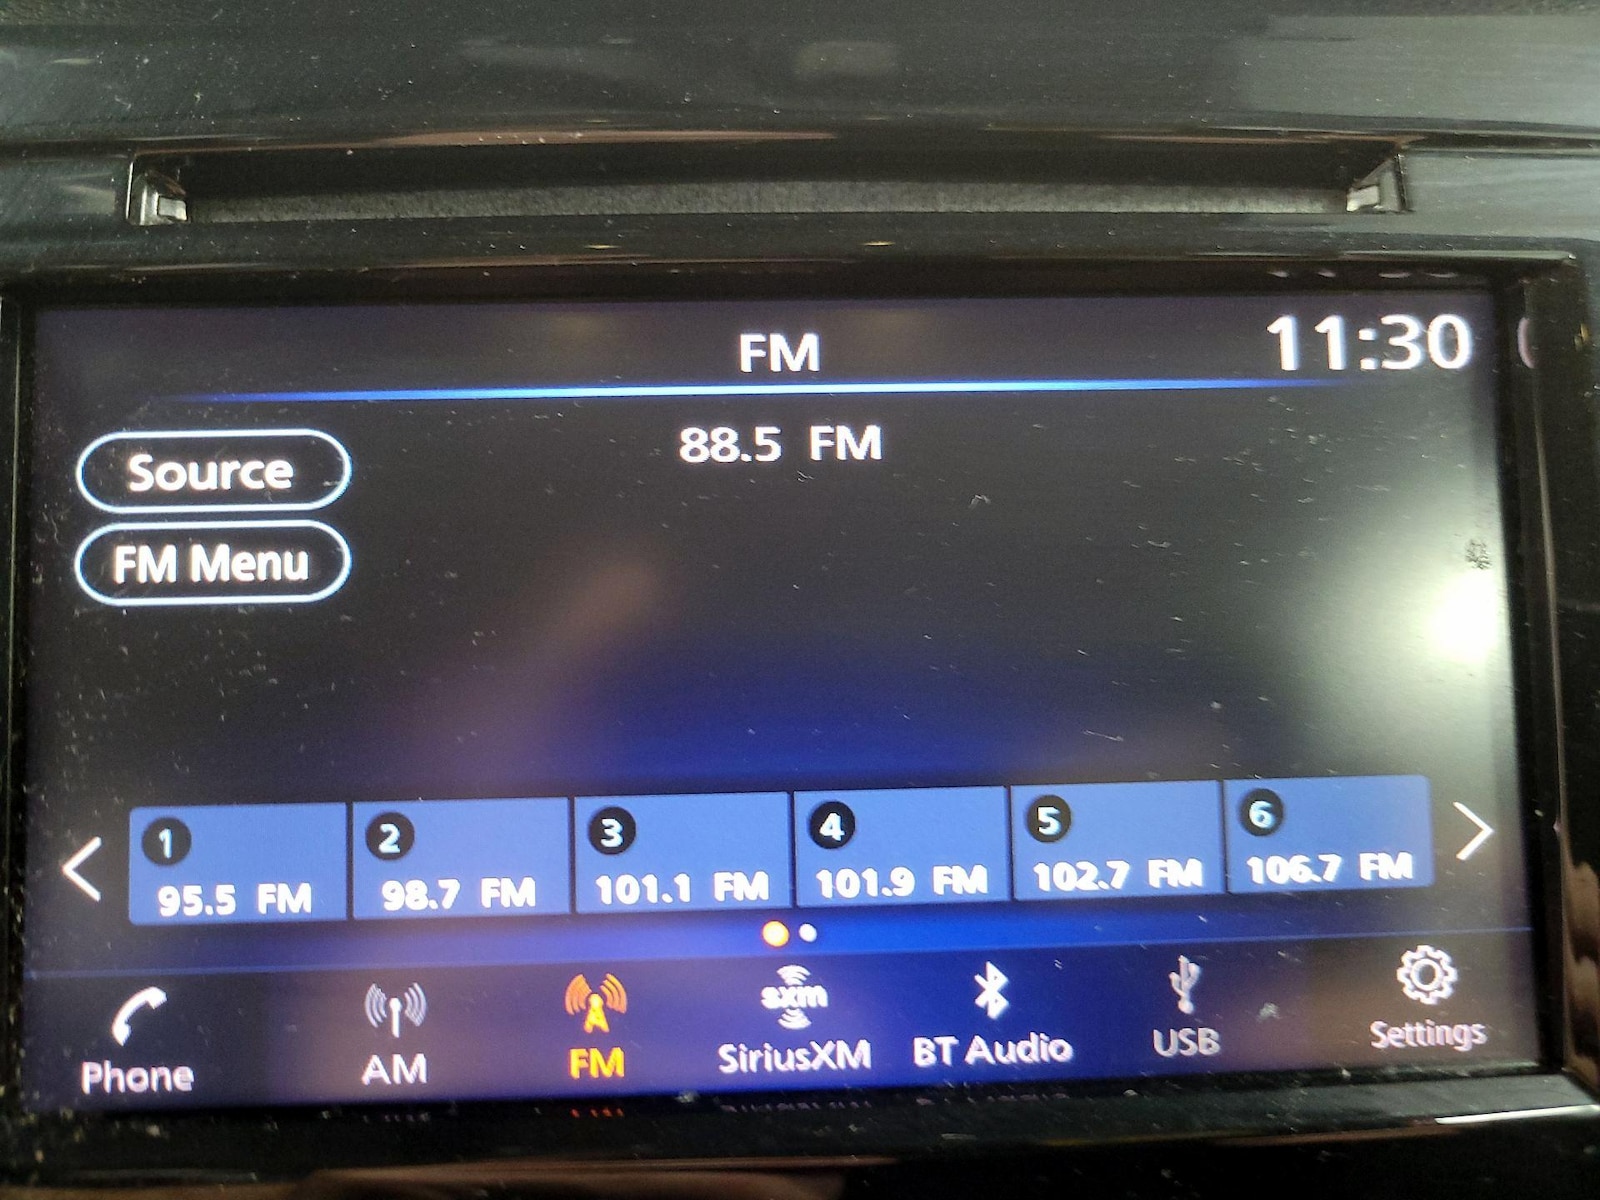 FM 11:30
88.5 FM
Source
FM Menu
1 2 3 4 5 6
95.5 FM 98.7 FM 101.1 FM 101.9 FM 102.7 FM 106.7 FM
sxm
Phone AM FM SiriusXM BT Audio USB Settings